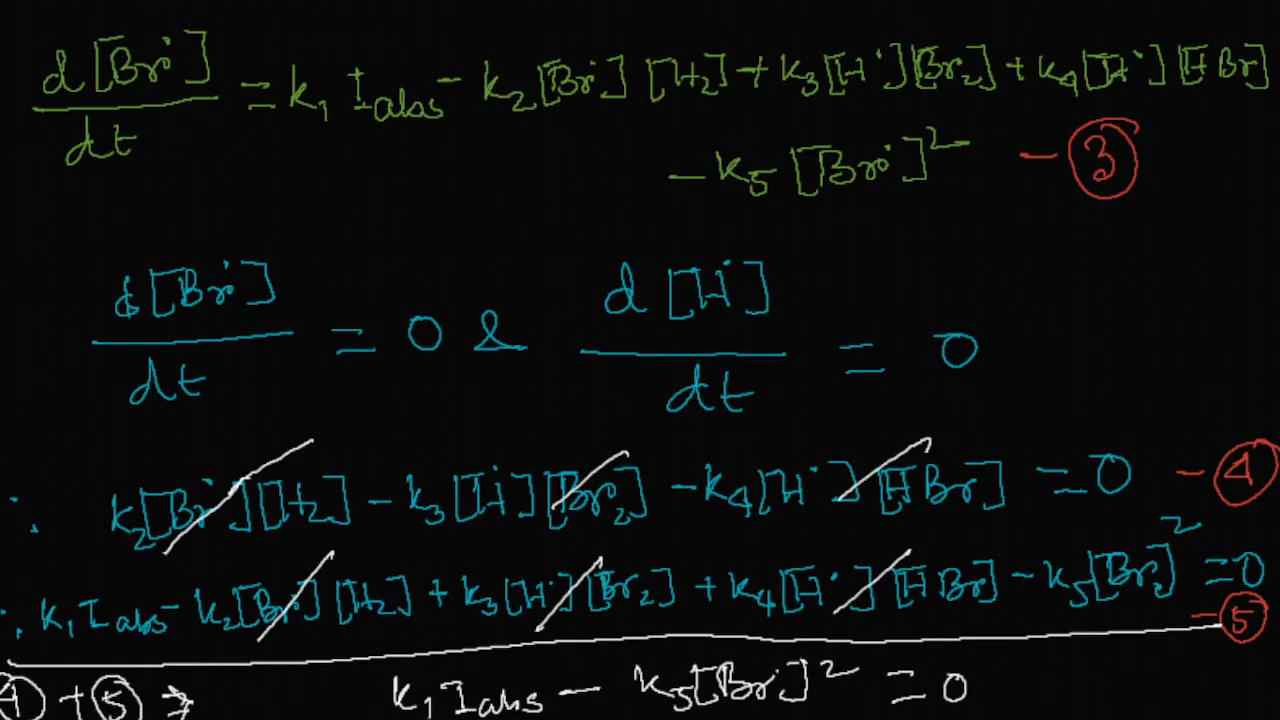 d[Br˙]/dt = k₁ I_abs − k₂[Br˙][H₂] + k₃[H˙][Br₂] + k₄[H˙][HBr]
− k₅[Br˙]² − ③
d[Br˙]/dt = 0 & d[H˙]/dt = 0
∴ k₂[Br˙][H₂] − k₃[H˙][Br₂] − k₄[H˙][HBr] = 0 − ④
∴ k₁ I_abs − k₂[Br˙][H₂] + k₃[H˙][Br₂] + k₄[H˙][HBr] − k₅[Br˙]² = 0 − ⑤
④ + ⑤ ⇒ k₁ I_abs − k₅[Br˙]² = 0